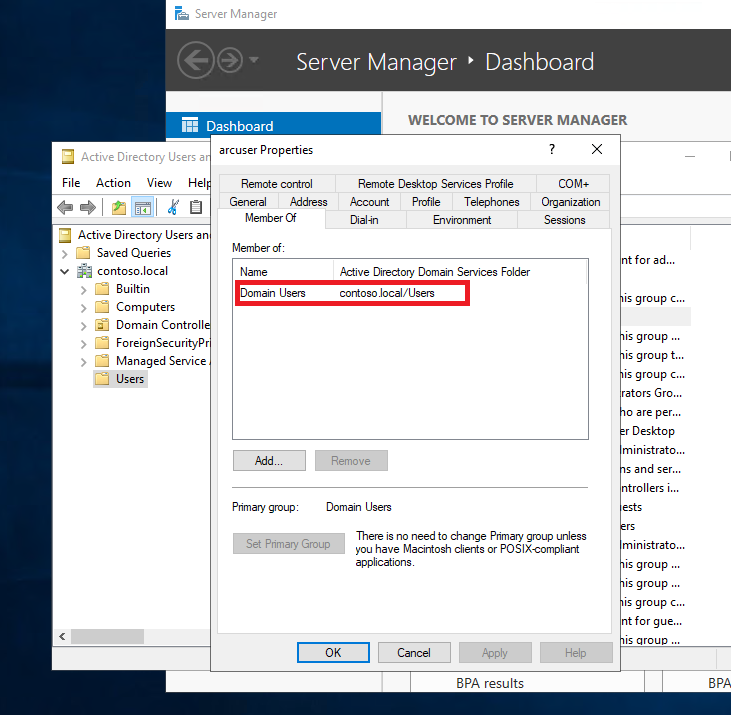 Server Manager
Server Manager ‣ Dashboard
Dashboard
WELCOME TO SERVER MANAGER
Active Directory Users an
File Action View Help
Active Directory Users an
Saved Queries
contoso.local
Builtin
Computers
Domain Controlle
ForeignSecurityPri
Managed Service
Users
arcuser Properties
?
Remote control Remote Desktop Services Profile COM+
General Address Account Profile Telephones Organization
Member Of Dial-in Environment Sessions
Member of:
Name Active Directory Domain Services Folder
Domain Users contoso.local/Users
Add... Remove
Primary group: Domain Users
Set Primary Group
There is no need to change Primary group unless
you have Macintosh clients or POSIX-compliant
applications.
OK Cancel Apply Help
nt for ad...
his group c...
his group ...
his group t...
his group c...
rators Gro...
ho are per...
er Desktop
dministrato...
ns and ser...
ntrollers i...
ests
ers
dministrato...
his group ...
his group ...
his group c...
nt for gue...
his group ...
BPA results BPA